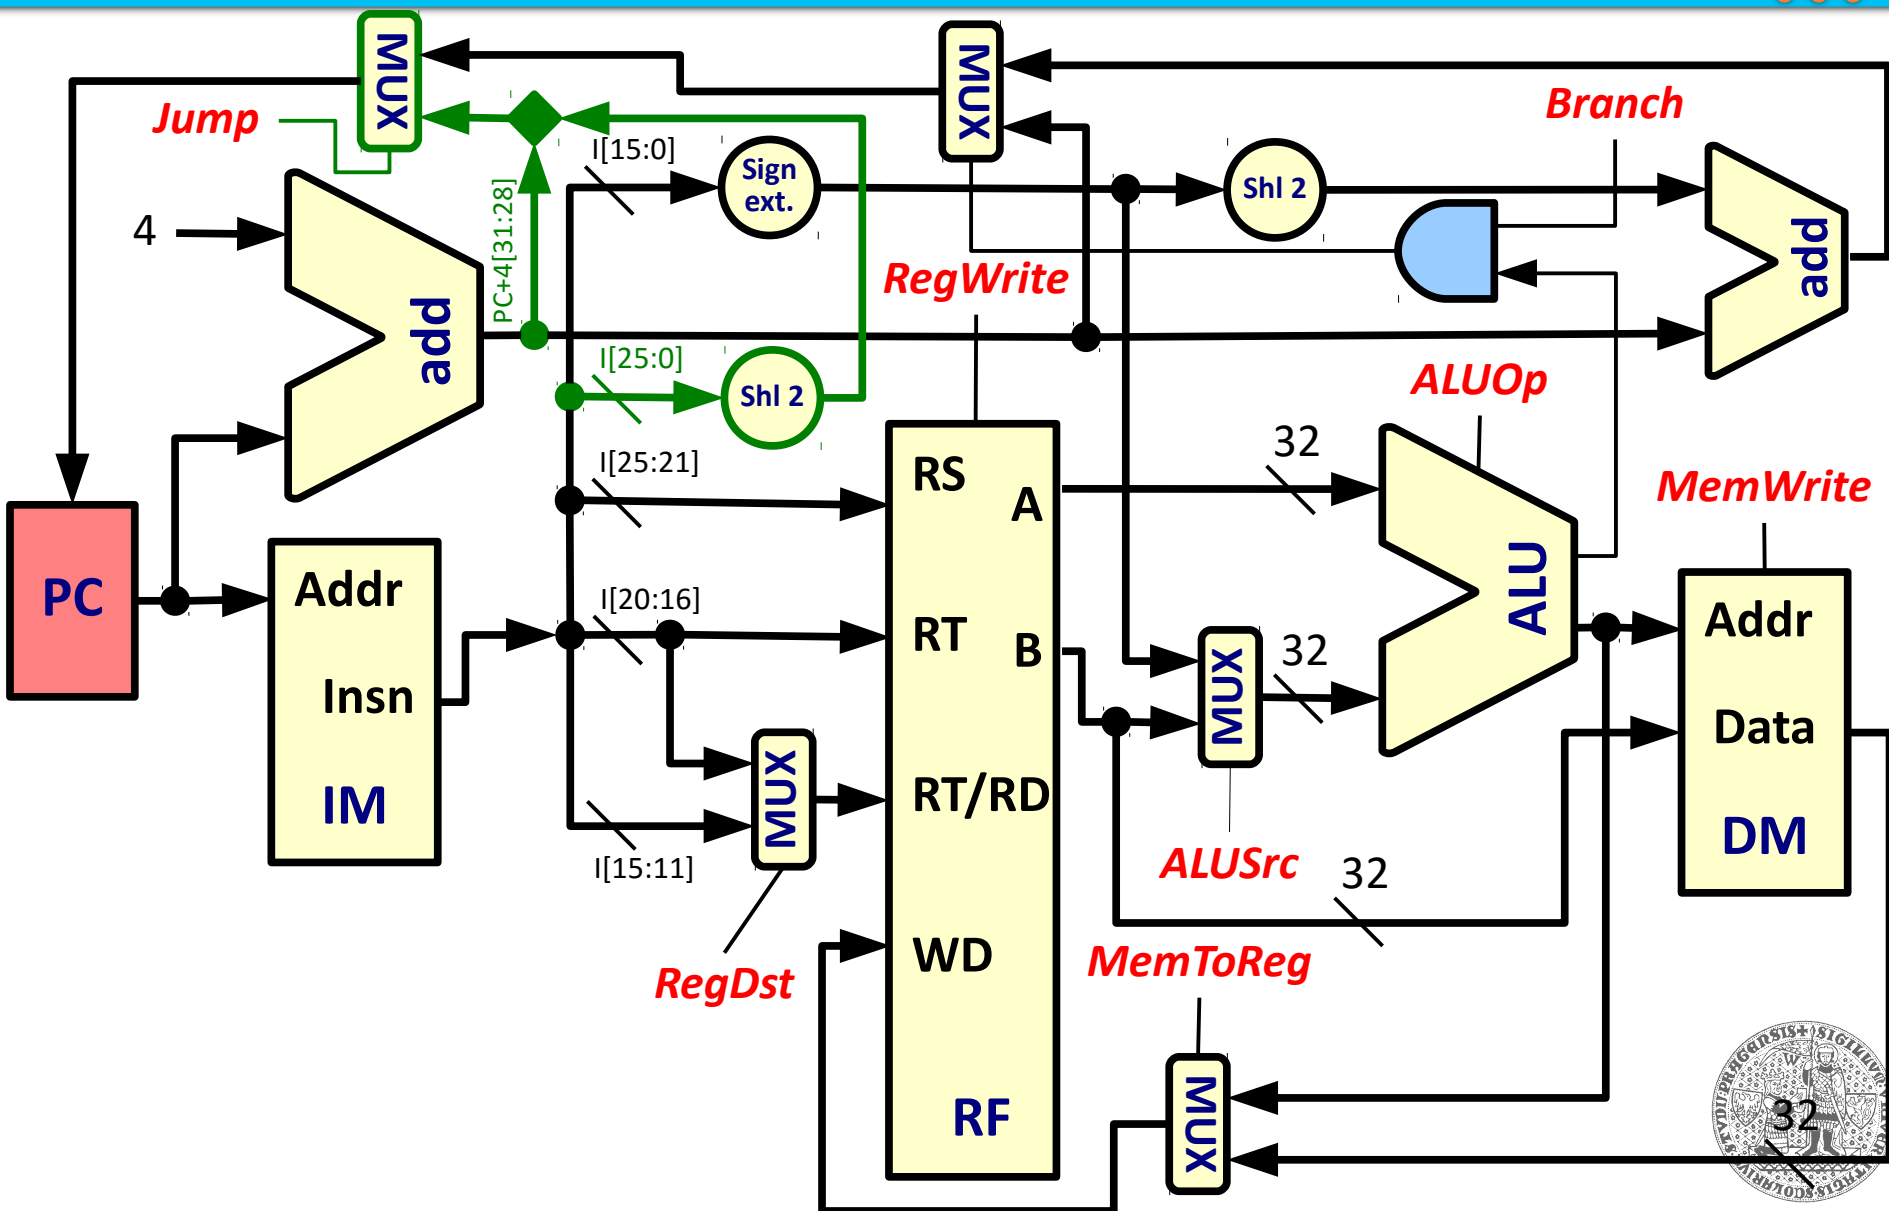 MUX
MUX
Jump
Branch
I[15:0]
Sign
ext.
Shl 2
4
PC+4[31:28]
add
RegWrite
add
I[25:0]
Shl 2
ALUOp
I[25:21]
RS
A
32
MemWrite
PC
Addr
Insn
IM
I[20:16]
RT
B
MUX
32
ALU
Addr
Data
DM
MUX
RT/RD
I[15:11]
ALUSrc
32
RegDst
WD
MemToReg
RF
MUX
32